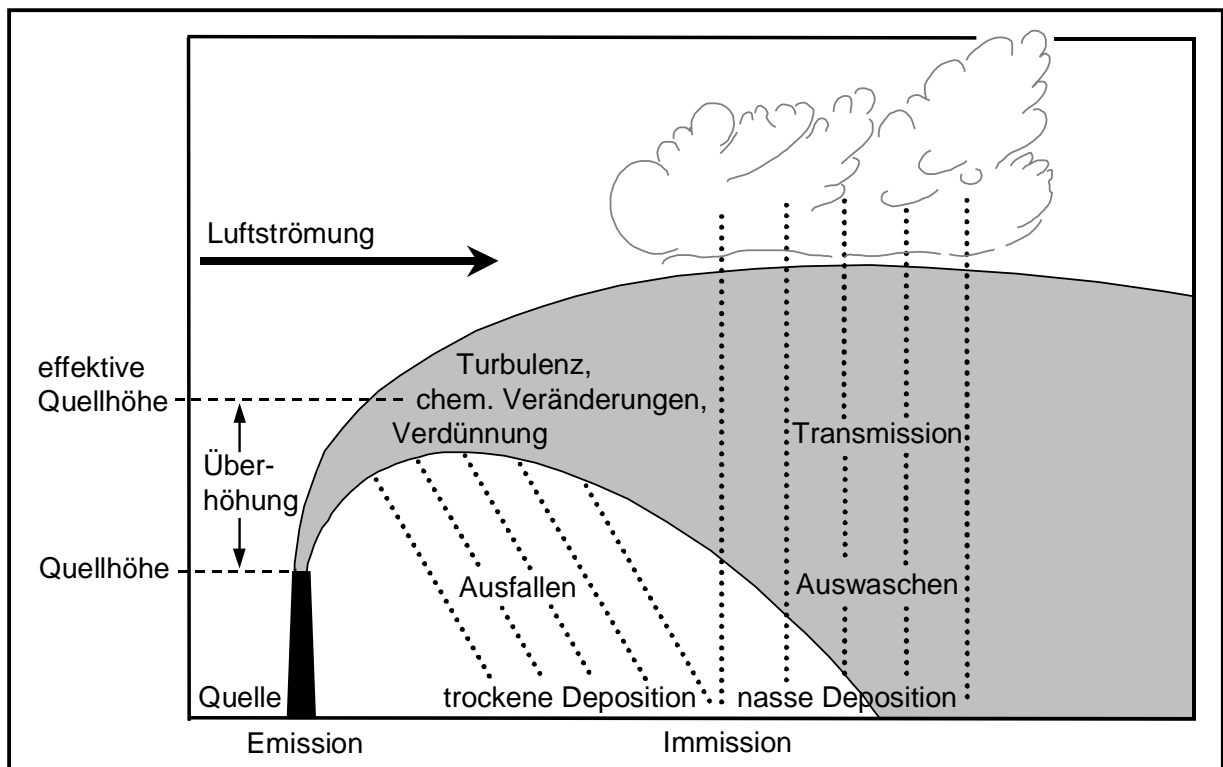 Luftströmung
effektive
Quellhöhe
Turbulenz,
chem. Veränderungen,
Verdünnung
Transmission
Über-
höhung
Quellhöhe
Ausfallen
Auswaschen
Quelle
trockene Deposition
nasse Deposition
Emission
Immission